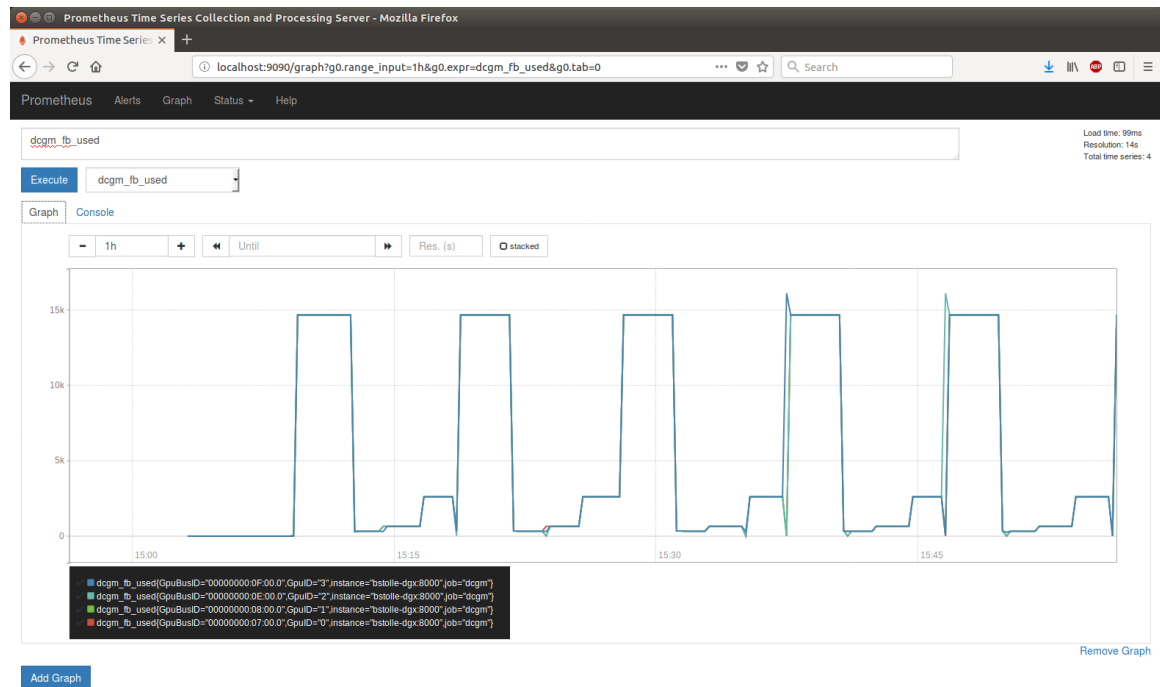 Prometheus Time Series Collection and Processing Server - Mozilla Firefox
Prometheus Time Series
localhost:9090/graph?g0.range_input=1h&g0.expr=dcgm_fb_used&g0.tab=0
Search
ABP
Prometheus Alerts Graph Status Help
dcgm_fb_used
Load time: 99ms
Resolution: 14s
Total time series: 4
Execute dcgm_fb_used
Graph Console
1h Until Res. (s) stacked
15k
10k
5k
0
15:00 15:15 15:30 15:45
dcgm_fb_used{GpuBusID="00000000:0F:00.0",GpuID="3",instance="bstolle-dgx:8000",job="dcgm"}
dcgm_fb_used{GpuBusID="00000000:0E:00.0",GpuID="2",instance="bstolle-dgx:8000",job="dcgm"}
dcgm_fb_used{GpuBusID="00000000:08:00.0",GpuID="1",instance="bstolle-dgx:8000",job="dcgm"}
dcgm_fb_used{GpuBusID="00000000:07:00.0",GpuID="0",instance="bstolle-dgx:8000",job="dcgm"}
Remove Graph
Add Graph